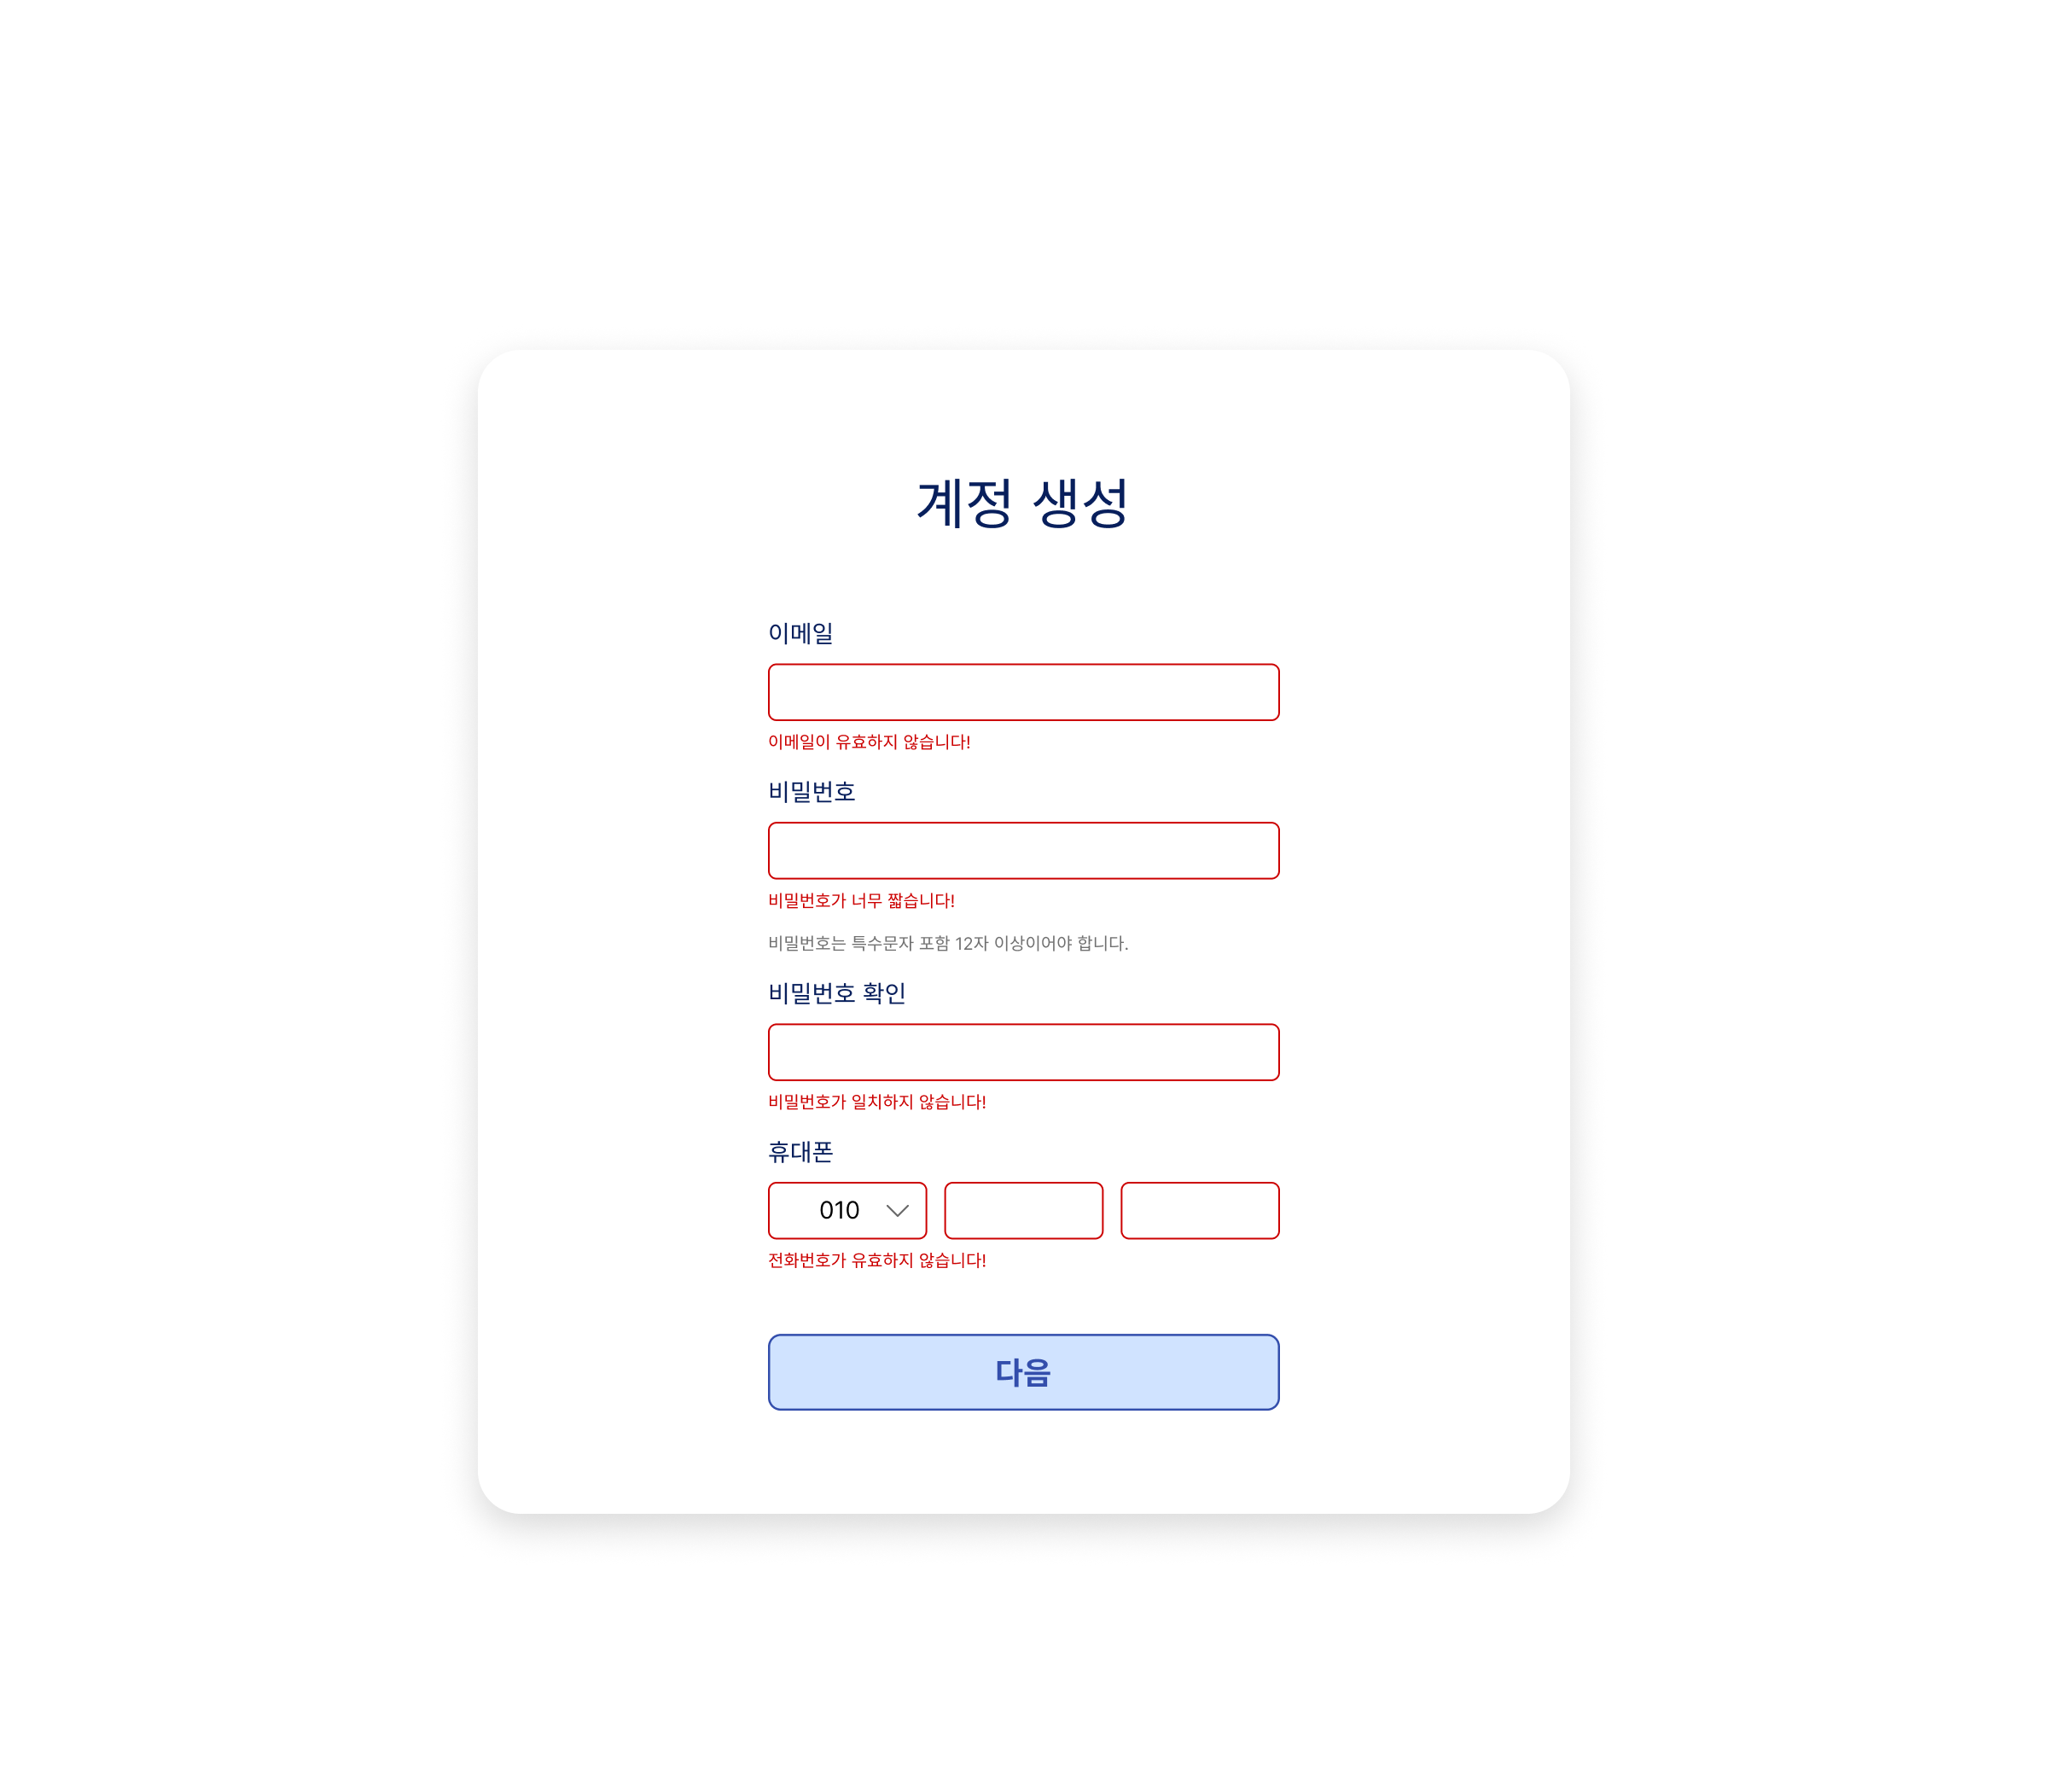 계정 생성
이메일
이메일이 유효하지 않습니다!
비밀번호
비밀번호가 너무 짧습니다!
비밀번호는 특수문자 포함 12자 이상이어야 합니다.
비밀번호 확인
비밀번호가 일치하지 않습니다!
휴대폰
010
전화번호가 유효하지 않습니다!
다음